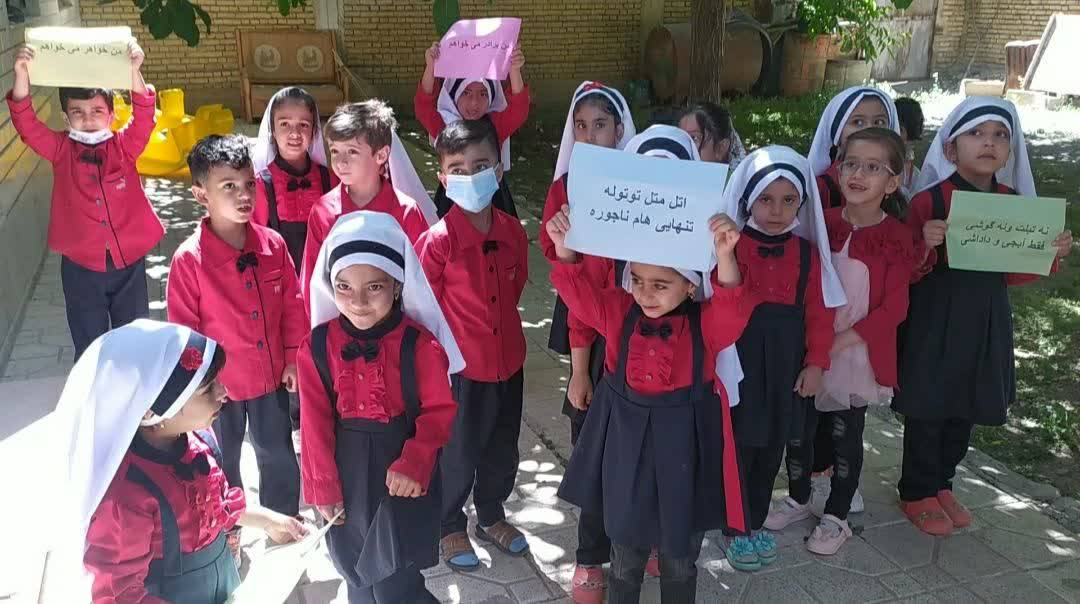 من خواهر می خواهم
من برادر می خواهم
اتل متل توتوله
تنهایی هام ناجوره
نه تبلت ونه گوشی
فقط آبجی و داداشی